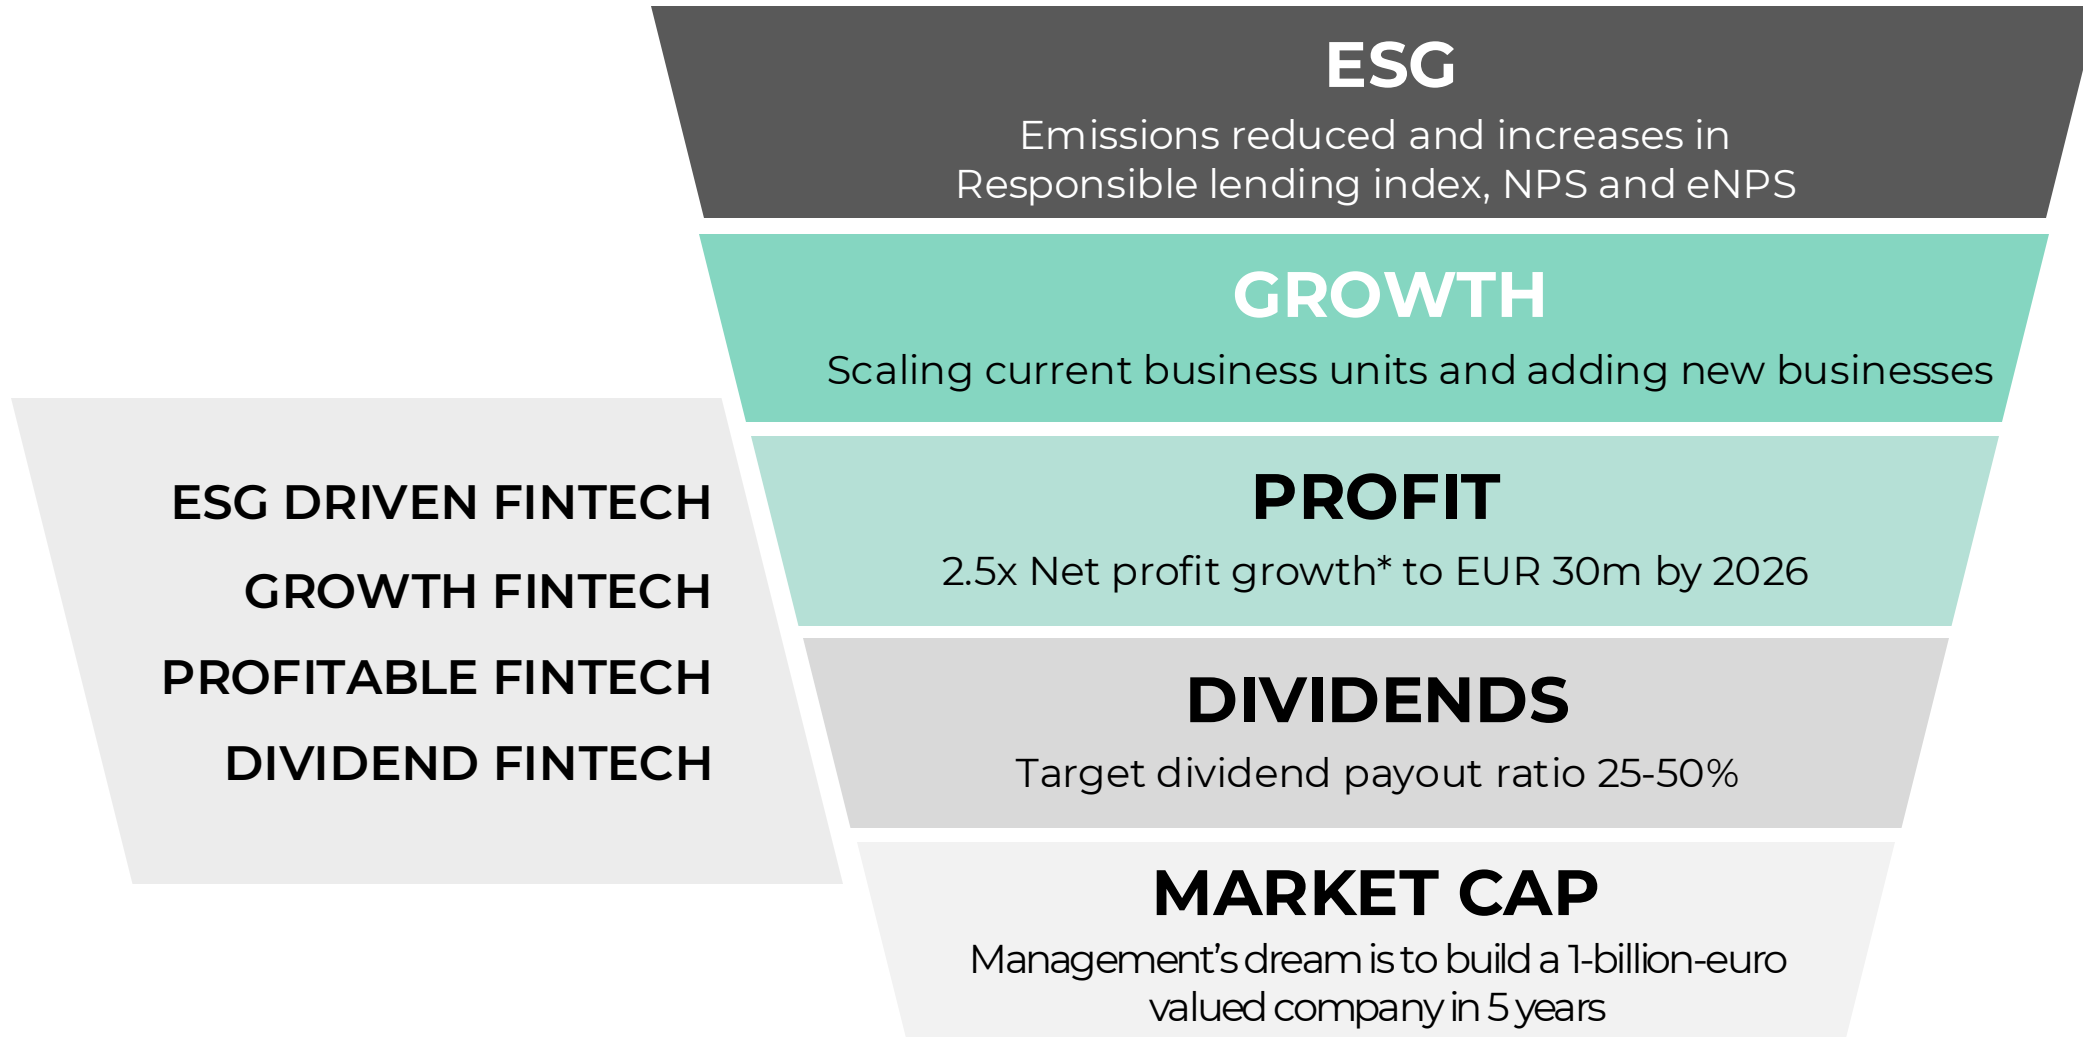 ESG
Emissions reduced and increases in
Responsible lending index, NPS and eNPS
GROWTH
Scaling current business units and adding new businesses
PROFIT
2.5x Net profit growth* to EUR 30m by 2026
DIVIDENDS
Target dividend payout ratio 25-50%
MARKET CAP
Management’s dream is to build a 1-billion-euro
valued company in 5 years
ESG DRIVEN FINTECH
GROWTH FINTECH
PROFITABLE FINTECH
DIVIDEND FINTECH